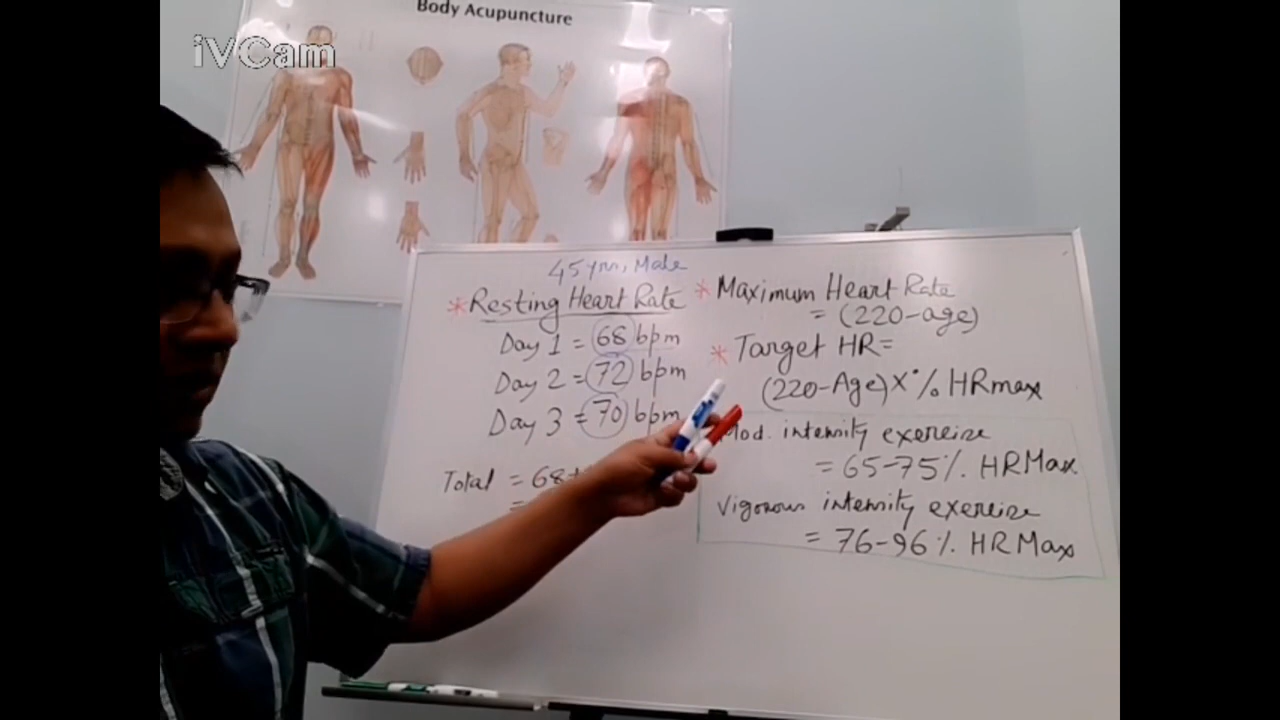 Body Acupuncture
iVCam
45 yrs, Male
* Resting Heart Rate
Day 1 = 68 bpm
Day 2 = 72 bpm
Day 3 = 70 bpm
Total = 68+
=
* Maximum Heart Rate
= (220-age)
* Target HR=
(220-Age)X% HRmax
Mod. intensity exercise
= 65-75% HRMax
Vigorous intensity exercise
= 76-96% HRMax